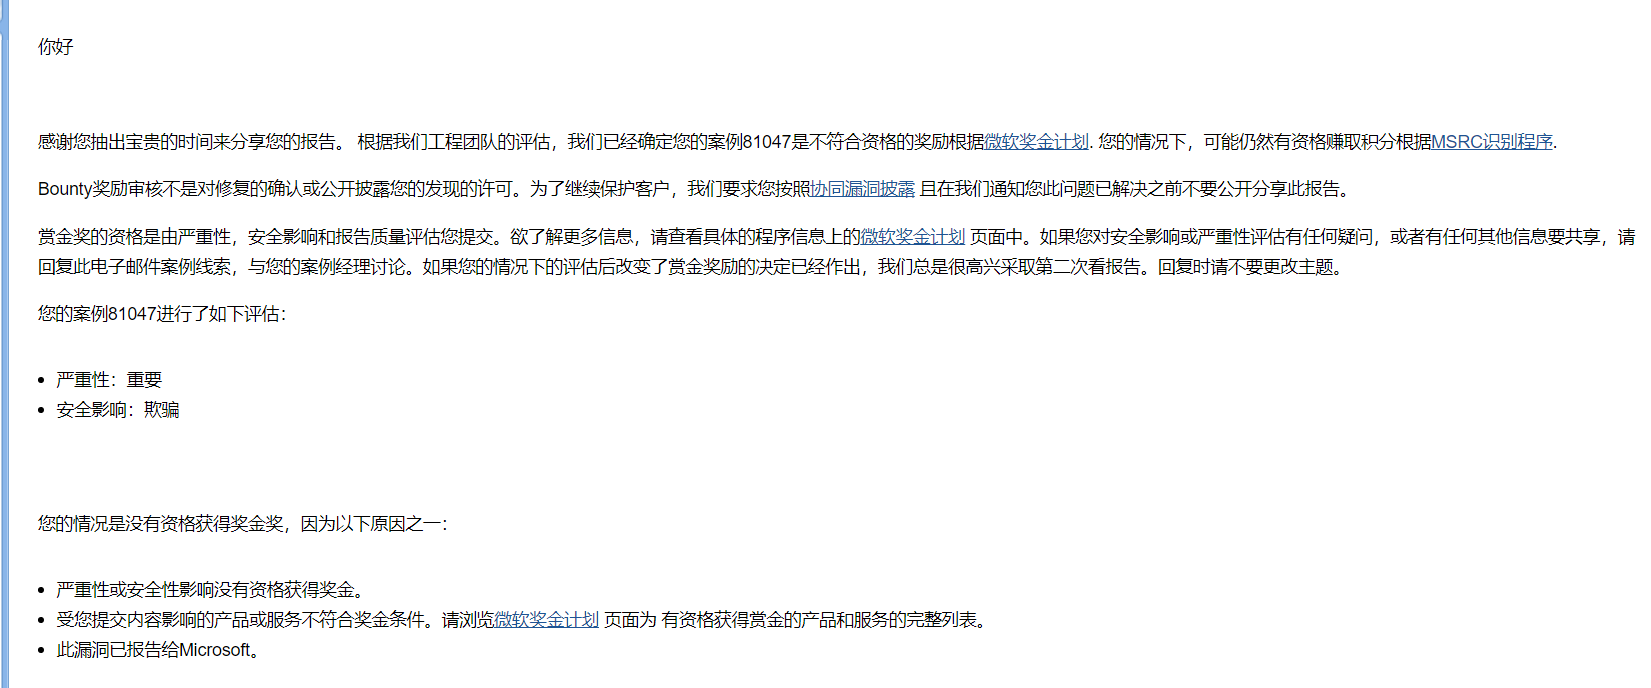 你好
感谢您抽出宝贵的时间来分享您的报告。 根据我们工程团队的评估，我们已经确定您的案例81047是不符合资格的奖励根据微软奖金计划. 您的情况下，可能仍然有资格赚取积分根据MSRC识别程序.
Bounty奖励审核不是对修复的确认或公开披露您的发现的许可。为了继续保护客户，我们要求您按照协同漏洞披露 且在我们通知您此问题已解决之前不要公开分享此报告。
赏金奖的资格是由严重性，安全影响和报告质量评估您提交。欲了解更多信息，请查看具体的程序信息上的微软奖金计划 页面中。如果您对安全影响或严重性评估有任何疑问，或者有任何其他信息要共享，请
回复此电子邮件案例线索，与您的案例经理讨论。如果您的情况下的评估后改变了赏金奖励的决定已经作出，我们总是很高兴采取第二次看报告。回复时请不要更改主题。
您的案例81047进行了如下评估：
• 严重性：重要
• 安全影响：欺骗
您的情况是没有资格获得奖金奖，因为以下原因之一：
• 严重性或安全性影响没有资格获得奖金。
• 受您提交内容影响的产品或服务不符合奖金条件。请浏览微软奖金计划 页面为 有资格获得赏金的产品和服务的完整列表。
• 此漏洞已报告给Microsoft。